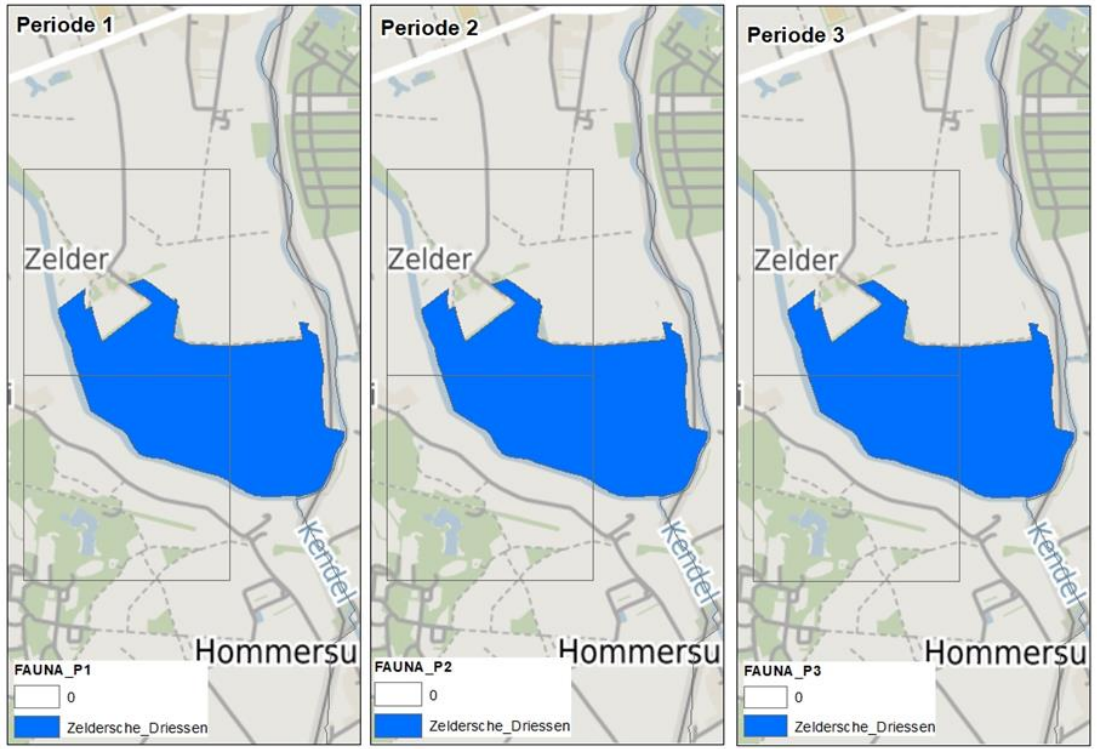 Periode 1
Zelder
Kendel
Hommersu
FAUNA_P1
0
Zeldersche_Driessen
Periode 2
Zelder
Kendel
Hommersu
FAUNA_P2
0
Zeldersche_Driessen
Periode 3
Zelder
Kendel
Hommersu
FAUNA_P3
0
Zeldersche_Driessen